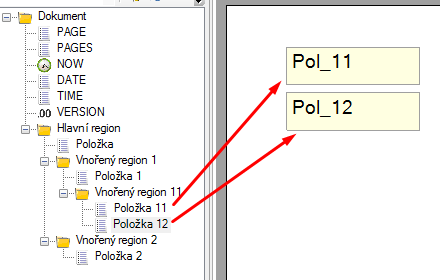 Dokument
PAGE
PAGES
NOW
DATE
TIME
.00 VERSION
Hlavní region
Položka
Vnořený region 1
Položka 1
Vnořený region 11
Položka 11
Položka 12
Vnořený region 2
Položka 2
Pol_11
Pol_12